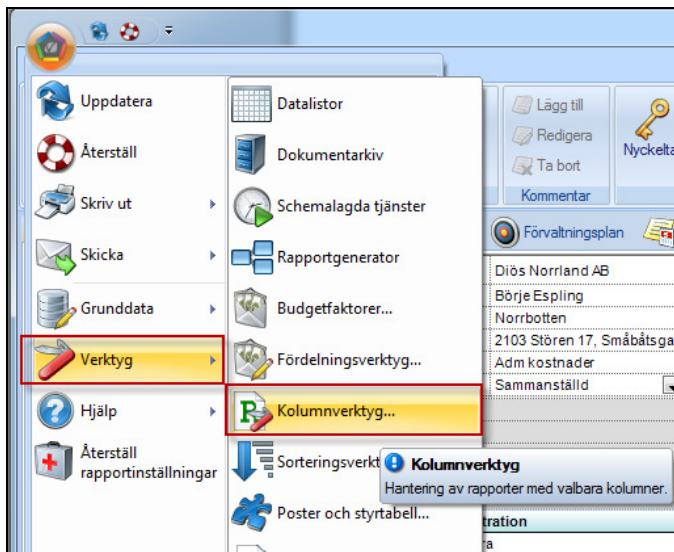 Uppdatera
Återställ
Skriv ut
Skicka
Grunddata
Verktyg
Hjälp
Återställ
rapportinställningar
Datalistor
Dokumentarkiv
Schemalagda tjänster
Rapportgenerator
Budgetfaktorer...
Fördelningsverktyg...
Kolumnverktyg...
Sorteringsverkt
Poster och styrtabell...
Kolumnverktyg
Hantering av rapporter med valbara kolumner.
Lägg till
Redigera
Ta bort
Kommentar
Nyckelta
Förvaltningsplan
Diös Norrland AB
Börje Espling
Norrbotten
2103 Stören 17, Småbåtsga
Adm kostnader
Sammanställd
tration
ra